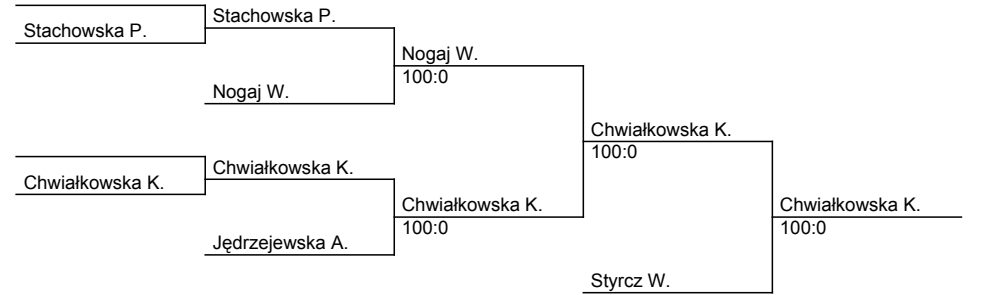 Stachowska P.
Stachowska P.
Nogaj W.
100:0
Nogaj W.
Chwiałkowska K.
100:0
Chwiałkowska K.
Chwiałkowska K.
Chwiałkowska K.
100:0
Chwiałkowska K.
100:0
Jędrzejewska A.
Styrcz W.